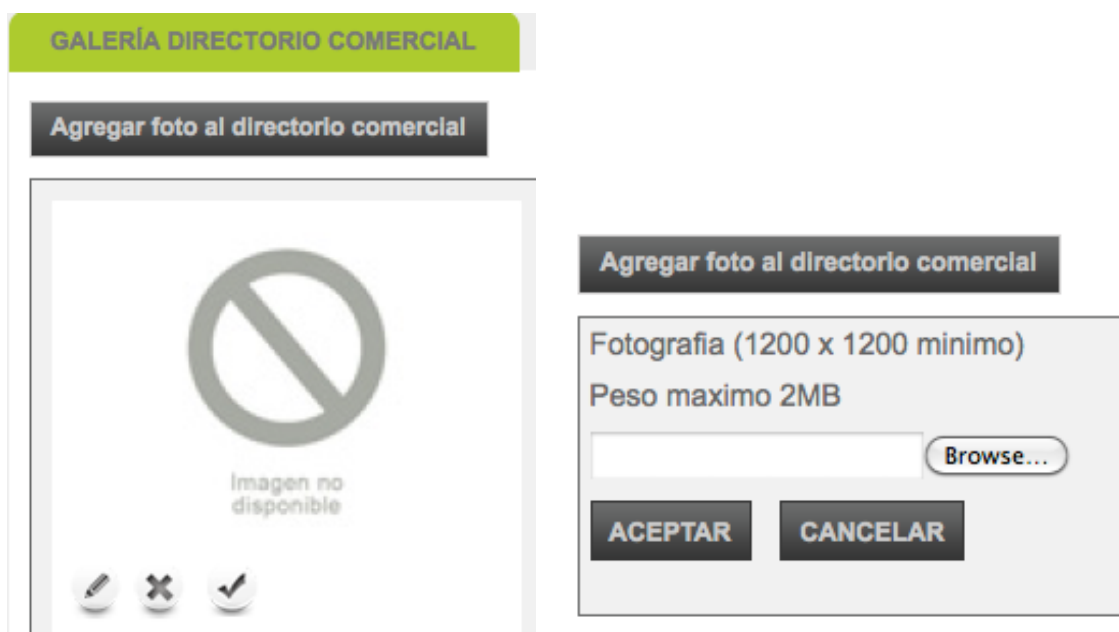 GALERÍA DIRECTORIO COMERCIAL
Agregar foto al directorio comercial
Imagen no
disponible
Agregar foto al directorio comercial
Fotografia (1200 x 1200 minimo)
Peso maximo 2MB
Browse...
ACEPTAR
CANCELAR